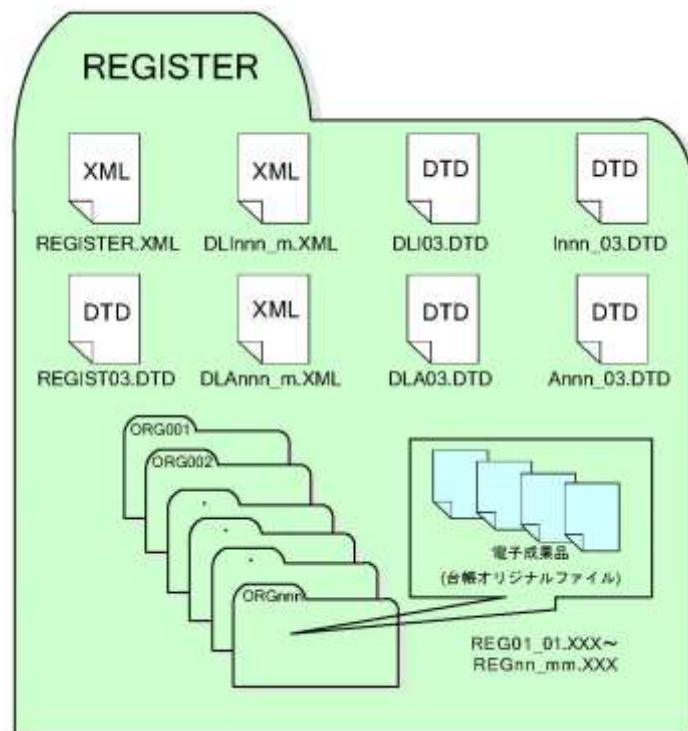 REGISTER
XML
XML
DTD
DTD
REGISTER.XML
DLInnn_m.XML
DLI03.DTD
Innn_03.DTD
DTD
XML
DTD
DTD
REGIST03.DTD
DLAnnn_m.XML
DLA03.DTD
Annn_03.DTD
ORG001
ORG002
ORGnnn
電子成果品
(台帳オリジナルファイル)
REG01_01.XXX〜
REGnn_mm.XXX